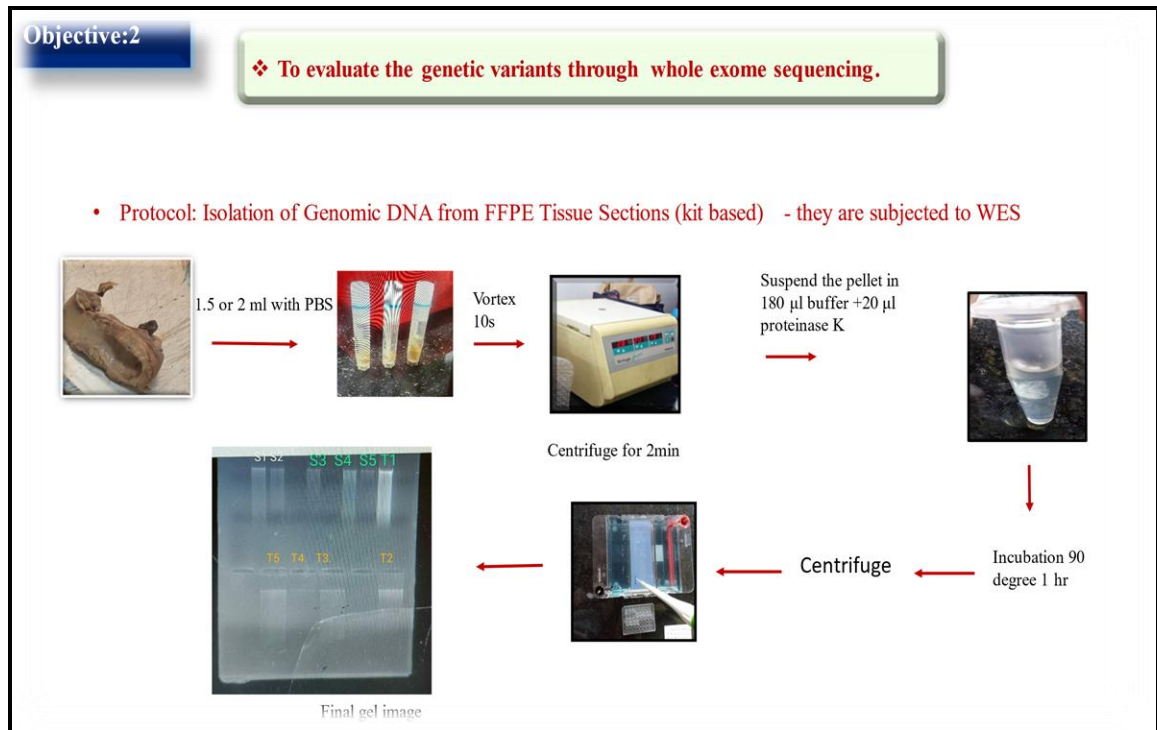 Objective:2
❖ To evaluate the genetic variants through whole exome sequencing.
• Protocol: Isolation of Genomic DNA from FFPE Tissue Sections (kit based) - they are subjected to WES
1.5 or 2 ml with PBS
Vortex
10s
Centrifuge for 2min
Suspend the pellet in
180 µl buffer +20 µl
proteinase K
Incubation 90
degree 1 hr
Centrifuge
S1 S2 S3 S4 S5 T1
T5 T4. T3. T2
Final gel image